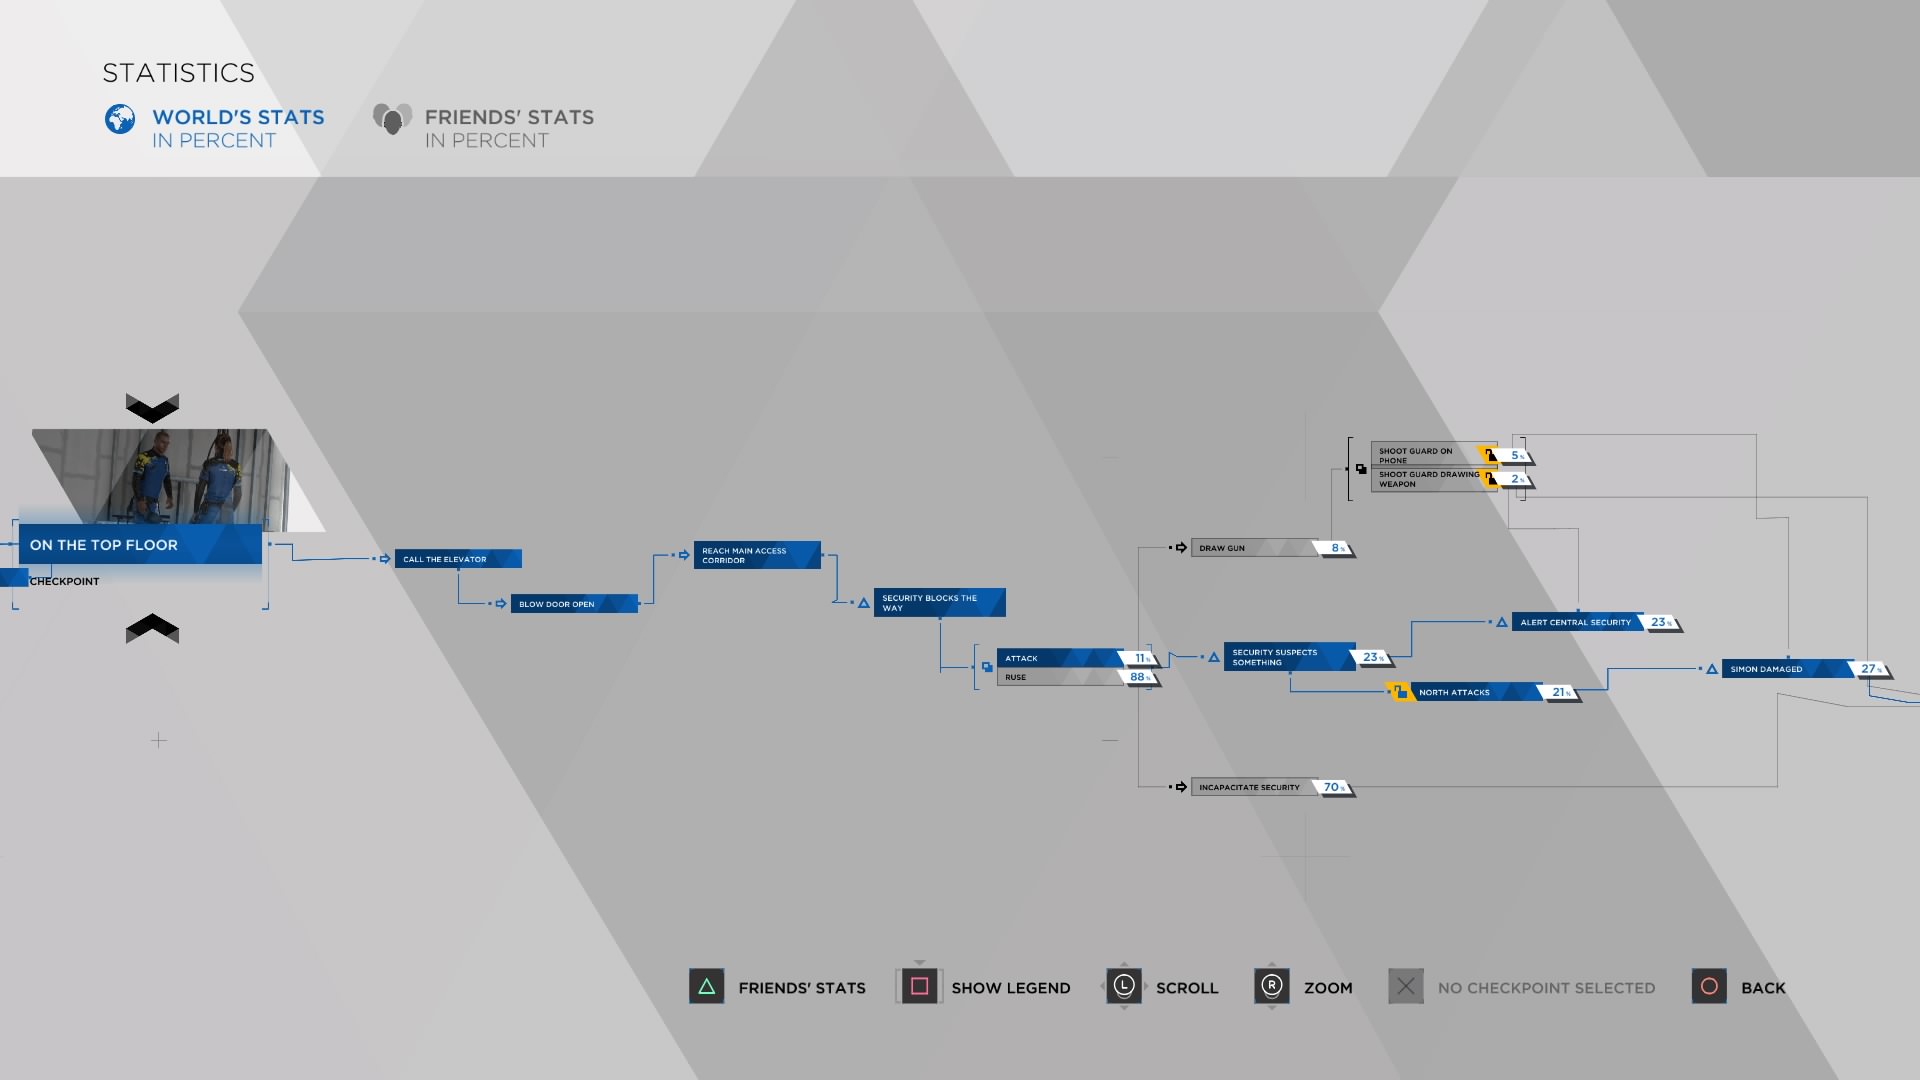 STATISTICS
WORLD'S STATS
IN PERCENT
FRIENDS' STATS
IN PERCENT
ON THE TOP FLOOR
CHECKPOINT
CALL THE ELEVATOR
BLOW DOOR OPEN
REACH MAIN ACCESS
CORRIDOR
SECURITY BLOCKS THE
WAY
ATTACK 11%
RUSE 88%
DRAW GUN 8%
SHOOT GUARD ON
PHONE
5%
SHOOT GUARD DRAWING
WEAPON
2%
SECURITY SUSPECTS
SOMETHING
23%
ALERT CENTRAL SECURITY 23%
NORTH ATTACKS 21%
SIMON DAMAGED 27%
INCAPACITATE SECURITY 70%
FRIENDS' STATS
SHOW LEGEND
L SCROLL
R ZOOM
NO CHECKPOINT SELECTED
BACK